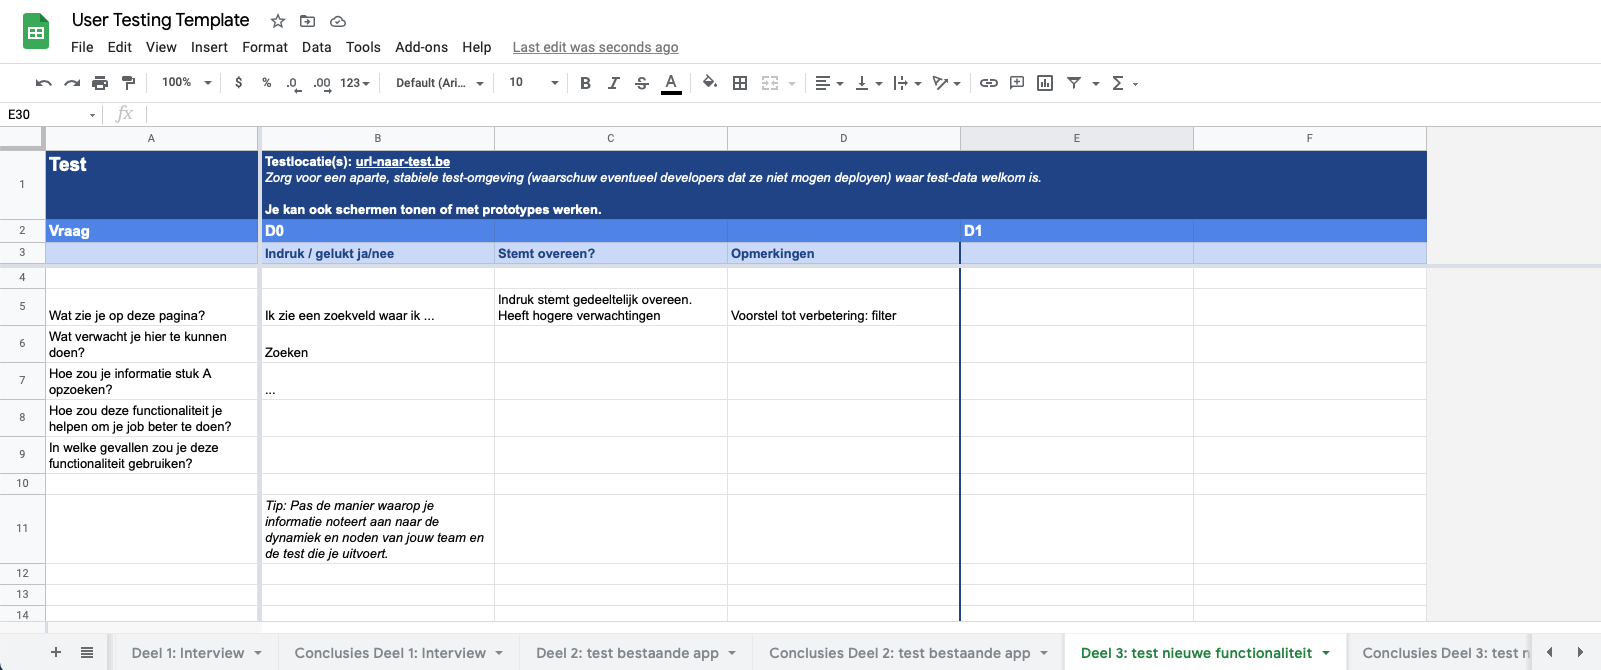 User Testing Template
File Edit View Insert Format Data Tools Add-ons Help Last edit was seconds ago
100% $ % .0 .00 123 Default (Ari... 10 B I S A
E30 fx
A B C D E F
1 Test Testlocatie(s): url-naar-test.be
Zorg voor een aparte, stabiele test-omgeving (waarschuw eventueel developers dat ze niet mogen deployen) waar test-data welkom is.
Je kan ook schermen tonen of met prototypes werken.
2 Vraag D0 D1
3 Indruk / gelukt ja/nee Stemt overeen? Opmerkingen
4
Indruk stemt gedeeltelijk overeen.
5 Wat zie je op deze pagina? Ik zie een zoekveld waar ik ... Heeft hogere verwachtingen Voorstel tot verbetering: filter
Wat verwacht je hier te kunnen
6 doen? Zoeken
Hoe zou je informatie stuk A
7 opzoeken? ...
Hoe zou deze functionaliteit je
8 helpen om je job beter te doen?
In welke gevallen zou je deze
9 functionaliteit gebruiken?
10
Tip: Pas de manier waarop je
informatie noteert aan naar de
11 dynamiek en noden van jouw team en
de test die je uitvoert.
12
13
14
+ Deel 1: Interview Conclusies Deel 1: Interview Deel 2: test bestaande app Conclusies Deel 2: test bestaande app Deel 3: test nieuwe functionaliteit Conclusies Deel 3: test n